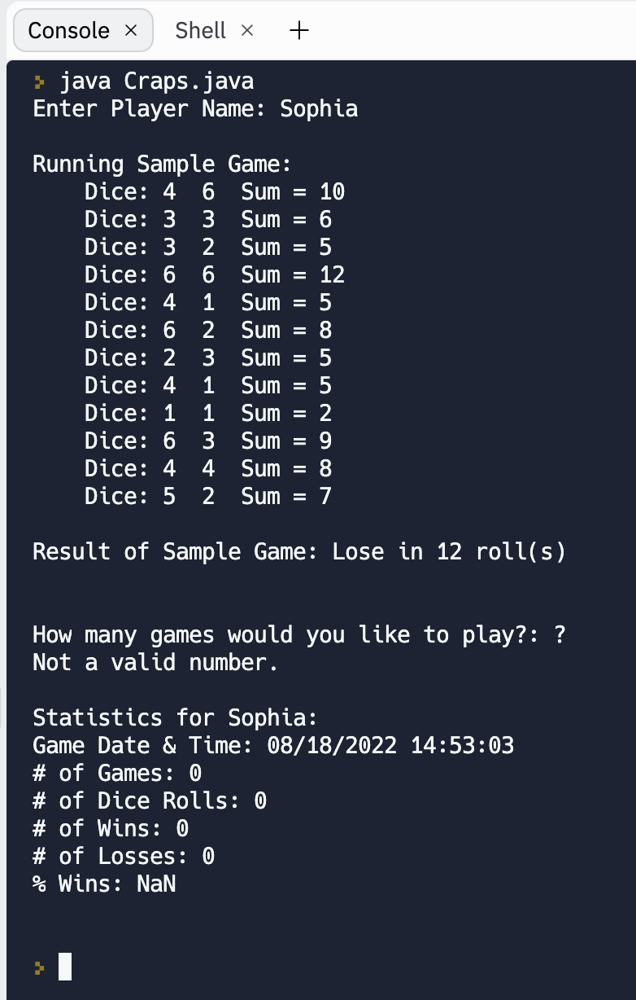 Console × Shell × +
> java Craps.java
Enter Player Name: Sophia
Running Sample Game:
Dice: 4  6  Sum = 10
Dice: 3  3  Sum = 6
Dice: 3  2  Sum = 5
Dice: 6  6  Sum = 12
Dice: 4  1  Sum = 5
Dice: 6  2  Sum = 8
Dice: 2  3  Sum = 5
Dice: 4  1  Sum = 5
Dice: 1  1  Sum = 2
Dice: 6  3  Sum = 9
Dice: 4  4  Sum = 8
Dice: 5  2  Sum = 7
Result of Sample Game: Lose in 12 roll(s)
How many games would you like to play?: ?
Not a valid number.
Statistics for Sophia:
Game Date & Time: 08/18/2022 14:53:03
# of Games: 0
# of Dice Rolls: 0
# of Wins: 0
# of Losses: 0
% Wins: NaN
>